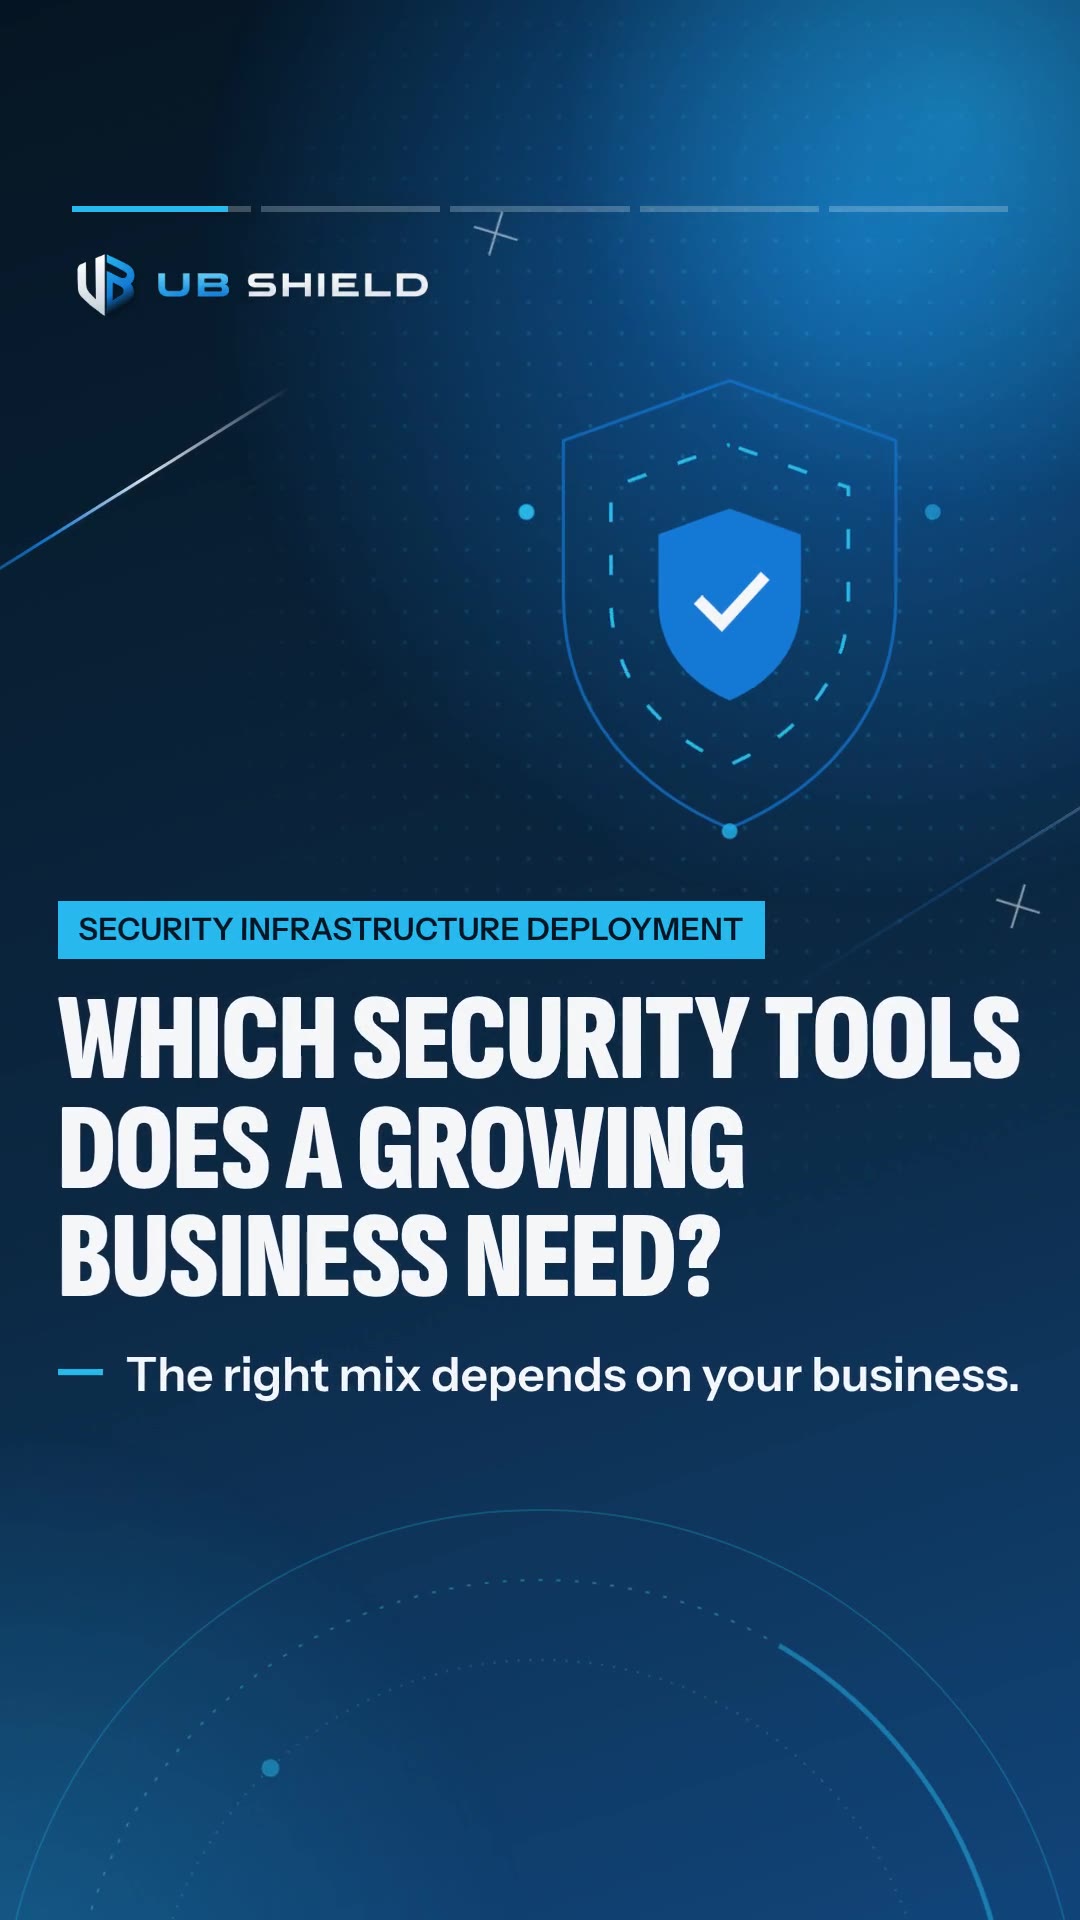 UB SHIELD
SECURITY INFRASTRUCTURE DEPLOYMENT
WHICH SECURITY TOOLS
DOES A GROWING
BUSINESS NEED?
The right mix depends on your business.